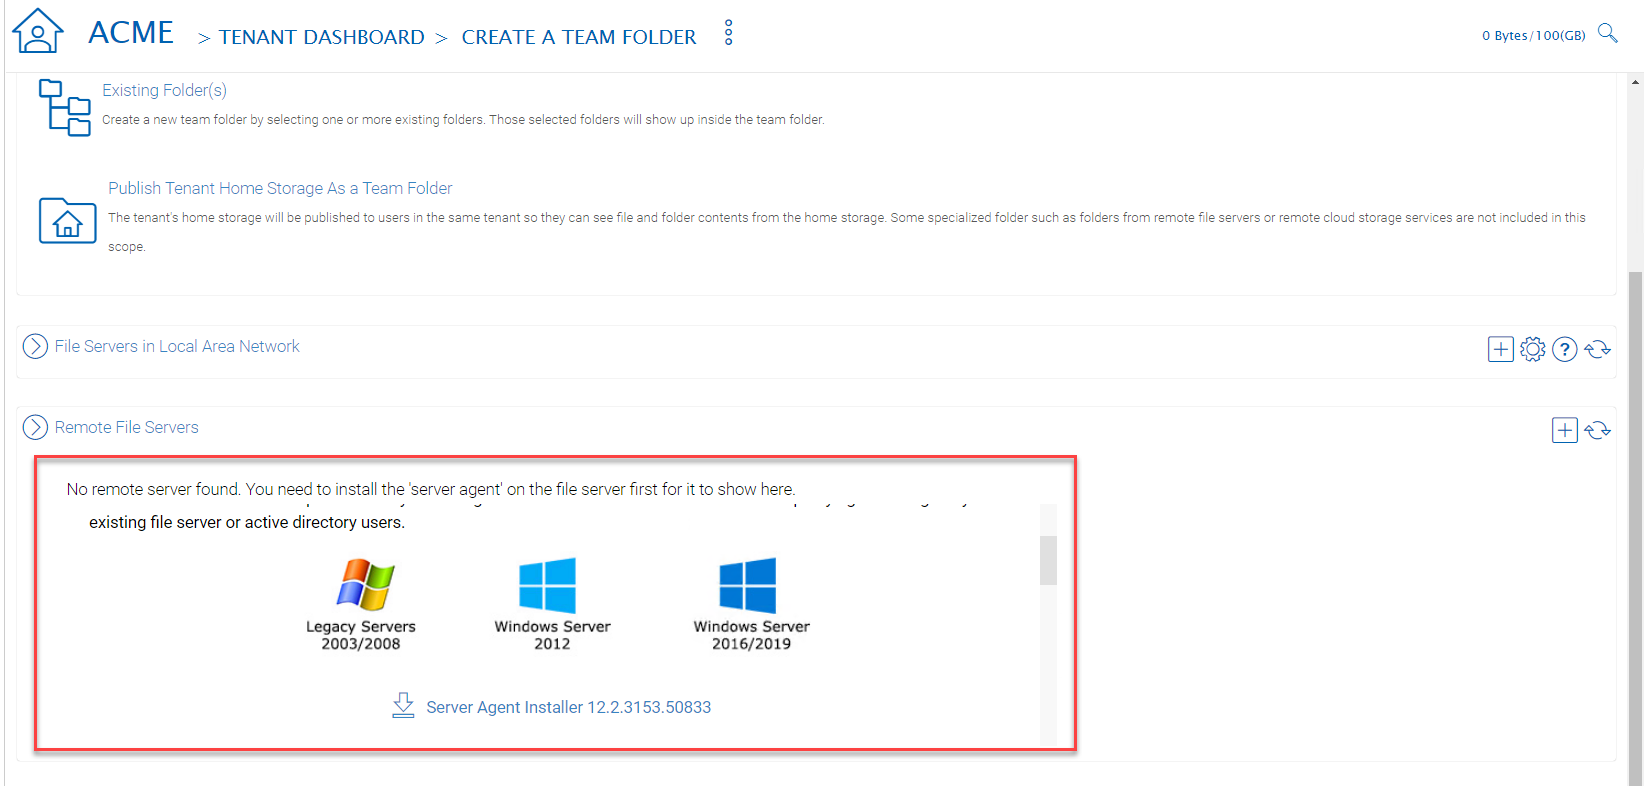 ACME > TENANT DASHBOARD > CREATE A TEAM FOLDER
0 Bytes/100(GB)
Existing Folder(s)
Create a new team folder by selecting one or more existing folders. Those selected folders will show up inside the team folder.
Publish Tenant Home Storage As a Team Folder
The tenant's home storage will be published to users in the same tenant so they can see file and folder contents from the home storage. Some specialized folder such as folders from remote file servers or remote cloud storage services are not included in this
scope.
File Servers in Local Area Network
?
Remote File Servers
No remote server found. You need to install the 'server agent' on the file server first for it to show here.
existing file server or active directory users.
Legacy Servers
2003/2008
Windows Server
2012
Windows Server
2016/2019
Server Agent Installer 12.2.3153.50833